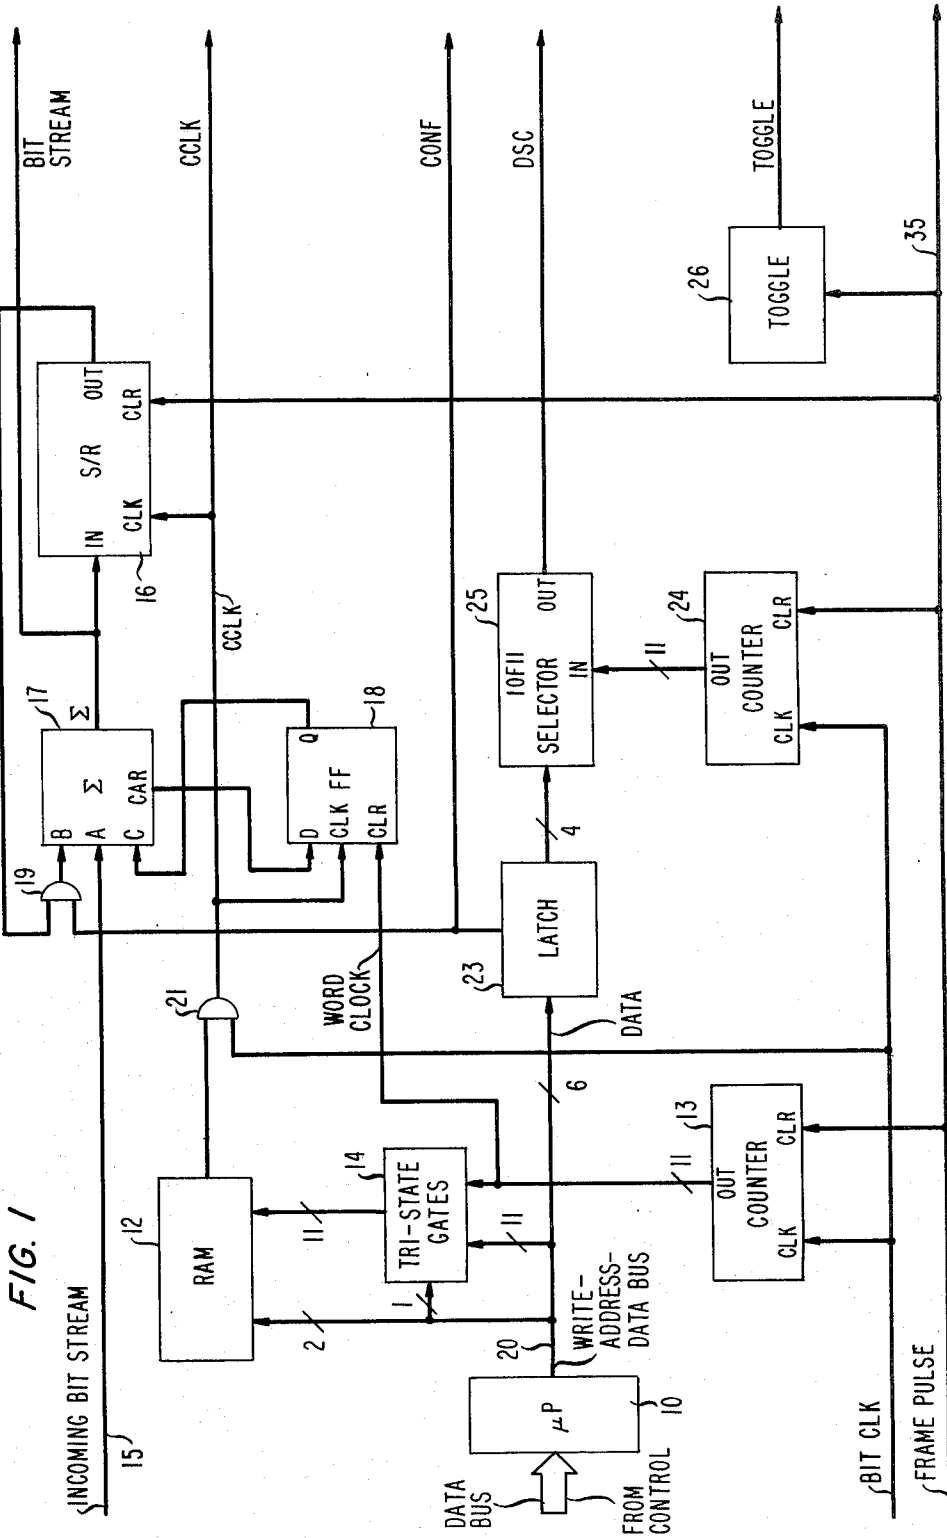 FIG. 1
INCOMING BIT STREAM
15
BIT
STREAM
19
B
A
C
17
Σ
CAR
Σ
IN
S/R
OUT
CLK
CLR
16
CCLK
12
RAM
21
CCLK
D
Q
CLK FF
CLR
18
WORD
CLOCK
CONF
2
11
1
14
TRI-STATE
GATES
11
DATA
BUS
FROM
CONTROL
μP
10
20
WRITE-
ADDRESS-
DATA BUS
6
DATA
23
LATCH
4
25
1OF11
SELECTOR
OUT
IN
DSC
11
11
13
OUT
COUNTER
CLK
CLR
24
OUT
COUNTER
CLK
CLR
26
TOGGLE
TOGGLE
BIT CLK
FRAME PULSE
35